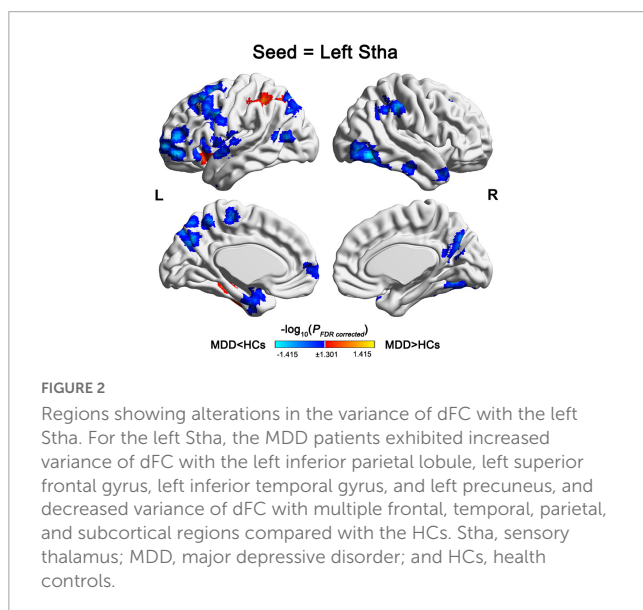 Seed = Left Stha
L
R
-log10(P FDR corrected)
MDD<HCs
MDD>HCs
-1.415 ±1.301 1.415
FIGURE 2
Regions showing alterations in the variance of dFC with the left
Stha. For the left Stha, the MDD patients exhibited increased
variance of dFC with the left inferior parietal lobule, left superior
frontal gyrus, left inferior temporal gyrus, and left precuneus, and
decreased variance of dFC with multiple frontal, temporal, parietal,
and subcortical regions compared with the HCs. Stha, sensory
thalamus; MDD, major depressive disorder; and HCs, health
controls.